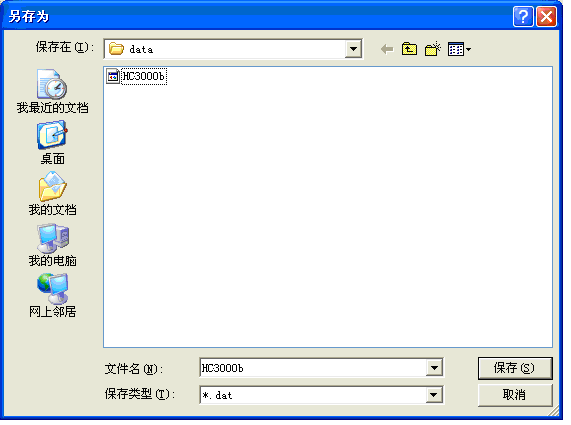 另存为
保存在(I):
data
HC3000b
我最近的文档
桌面
我的文档
我的电脑
网上邻居
文件名(N):
HC3000b
保存(S)
保存类型(T):
*.dat
取消